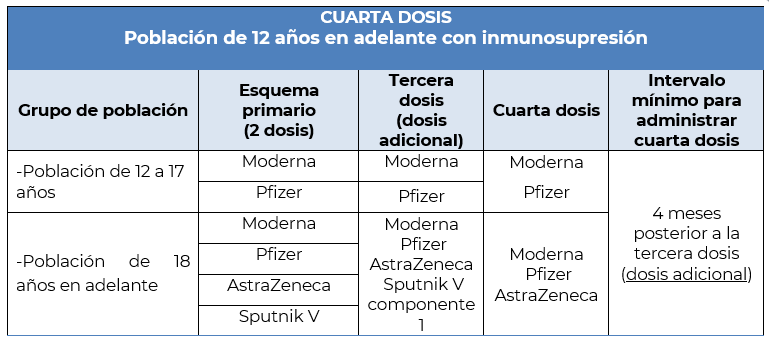 CUARTA DOSIS
Población de 12 años en adelante con inmunosupresión
Grupo de población
Esquema
primario
(2 dosis)
Tercera
dosis
(dosis
adicional)
Cuarta dosis
Intervalo
mínimo para
administrar
cuarta dosis
-Población de 12 a 17
años
Moderna
Pfizer
Moderna
Pfizer
Moderna
Pfizer
-Población de 18
años en adelante
Moderna
Pfizer
AstraZeneca
Sputnik V
Moderna
Pfizer
AstraZeneca
Sputnik V
componente
1
Moderna
Pfizer
AstraZeneca
4 meses
posterior a la
tercera dosis
(dosis adicional)